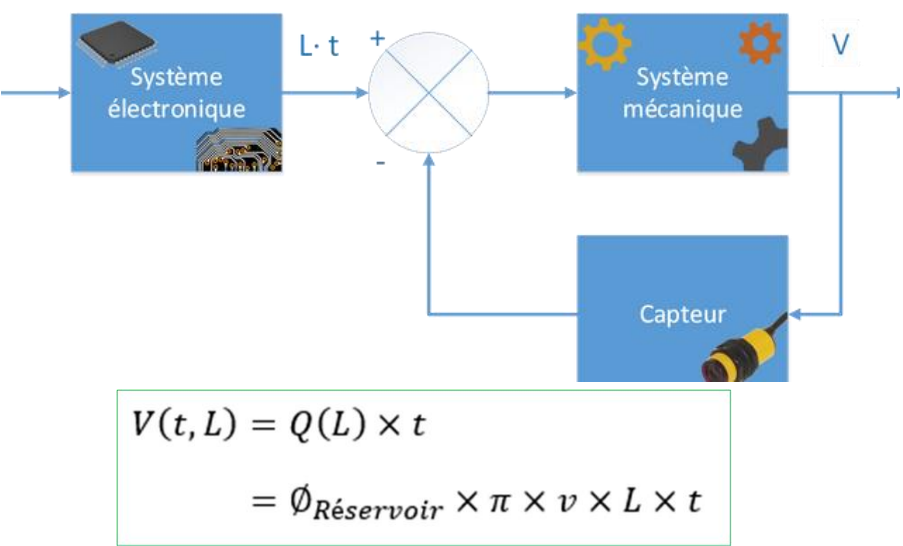 Système
électronique
L· t
+
-
Système
mécanique
V
Capteur
V(t, L) = Q(L) × t
= ∅Réservoir × π × v × L × t